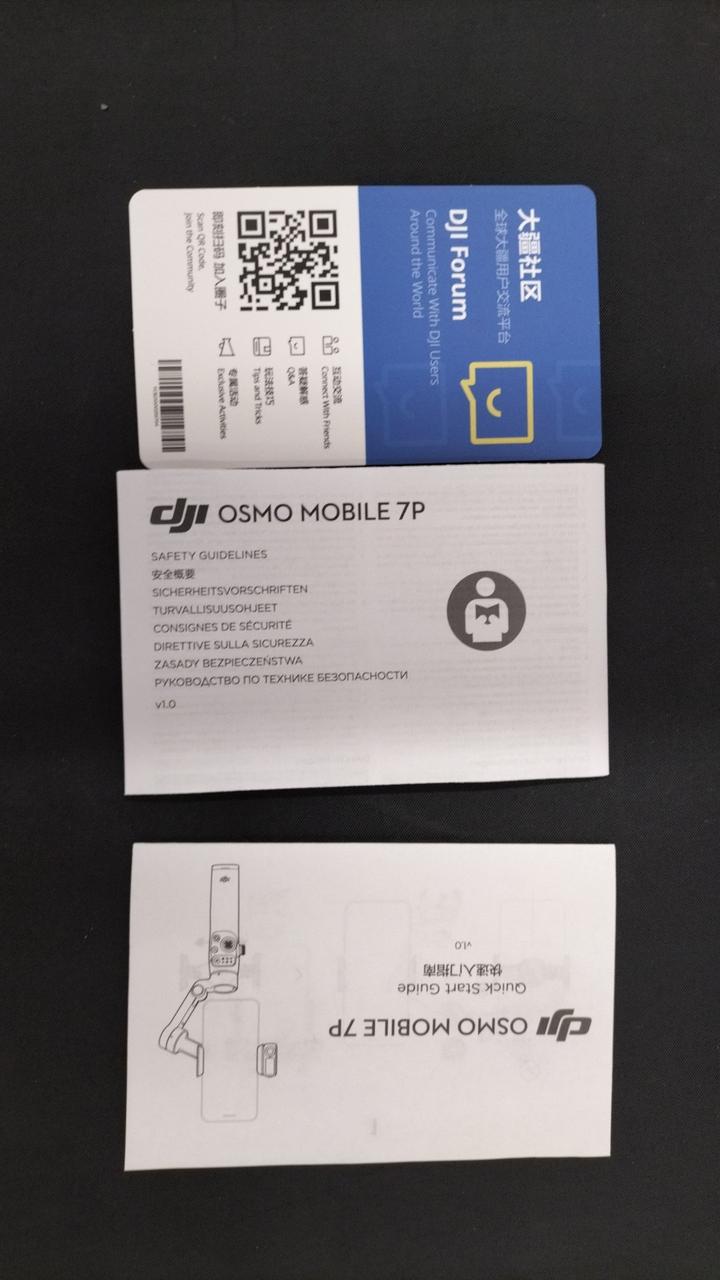 大疆社区
全球大疆用户交流平台
DJI Forum
Communicate With DJI Users
Around the World
互动交流
Connect With Friends
答疑解惑
Q&A
玩法技巧
Tips and Tricks
专属活动
Exclusive Activities
即刻扫码 加入圈子
Scan QR Code,
Join the Community
dji OSMO MOBILE 7P
SAFETY GUIDELINES
安全概要
SICHERHEITSVORSCHRIFTEN
TURVALLISUUSOHJEET
CONSIGNES DE SÉCURITÉ
DIRETTIVE SULLA SICUREZZA
ZASADY BEZPIECZEŃSTWA
РУКОВОДСТВО ПО ТЕХНИКЕ БЕЗОПАСНОСТИ
v1.0
dji OSMO MOBILE 7P
Quick Start Guide
快速入门指南
v1.0